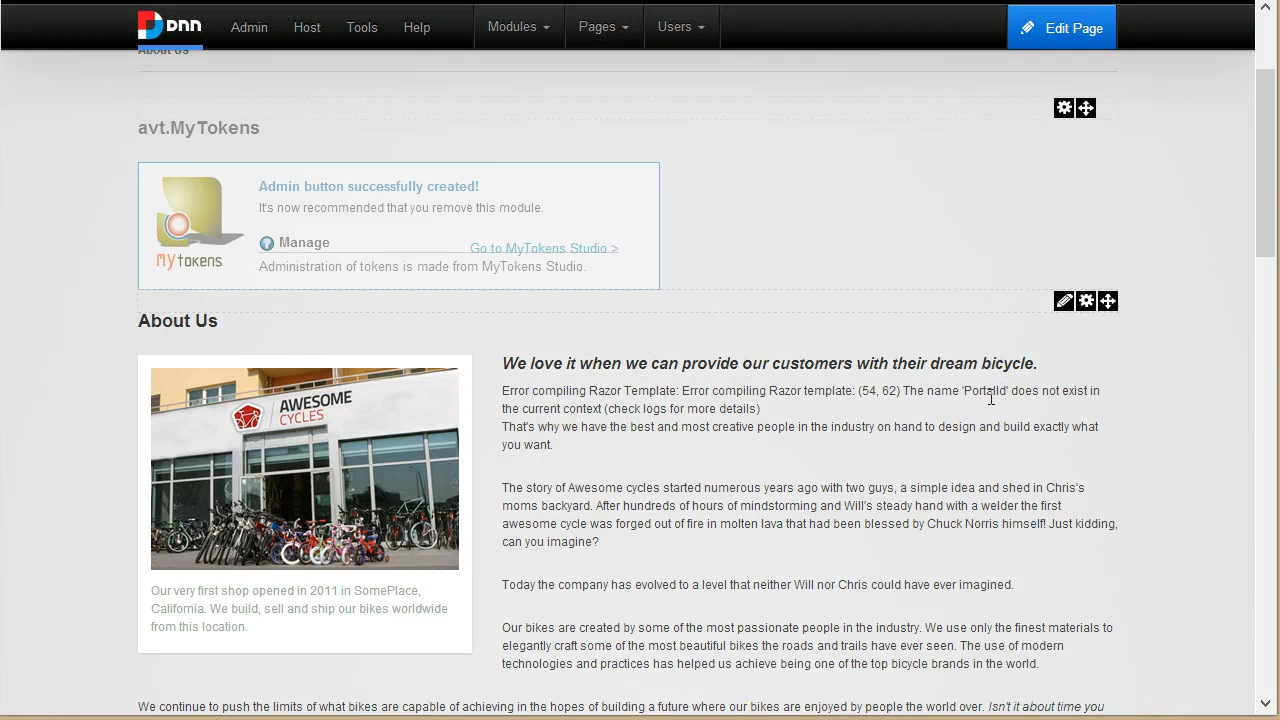 DNN Admin Host Tools Help Modules Pages Users Edit Page
About Us
avt.MyTokens
Admin button successfully created!
It's now recommended that you remove this module.
Manage
Go to MyTokens Studio >
Administration of tokens is made from MyTokens Studio.
my tokens
About Us
AWESOME
CYCLES
Our very first shop opened in 2011 in SomePlace,
California. We build, sell and ship our bikes worldwide
from this location.
We love it when we can provide our customers with their dream bicycle.
Error compiling Razor Template: Error compiling Razor template: (54, 62) The name 'PortalId' does not exist in
the current context (check logs for more details)
That's why we have the best and most creative people in the industry on hand to design and build exactly what
you want.
The story of Awesome cycles started numerous years ago with two guys, a simple idea and shed in Chris's
moms backyard. After hundreds of hours of mindstorming and Will's steady hand with a welder the first
awesome cycle was forged out of fire in molten lava that had been blessed by Chuck Norris himself! Just kidding,
can you imagine?
Today the company has evolved to a level that neither Will nor Chris could have ever imagined.
Our bikes are created by some of the most passionate people in the industry. We use only the finest materials to
elegantly craft some of the most beautiful bikes the roads and trails have ever seen. The use of modern
technologies and practices has helped us achieve being one of the top bicycle brands in the world.
We continue to push the limits of what bikes are capable of achieving in the hopes of building a future where our bikes are enjoyed by people the world over. Isn't it about time you